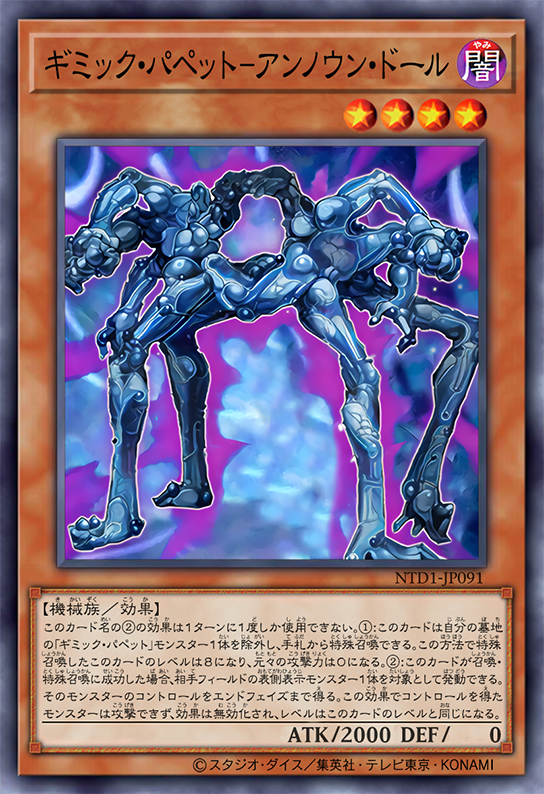 ギミック・パペット－アンノウン・ドール
闇
NTD1-JP091
【機械族／効果】
このカード名の②の効果は1ターンに1度しか使用できない。①：このカードは自分の墓地
の「ギミック・パペット」モンスター1体を除外し、手札から特殊召喚できる。この方法で特殊
召喚したこのカードのレベルは8になり、元々の攻撃力は0になる。②：このカードが召喚・
特殊召喚に成功した場合、相手フィールドの表側表示モンスター1体を対象として発動できる。
そのモンスターのコントロールをエンドフェイズまで得る。この効果でコントロールを得た
モンスターは攻撃できず、効果は無効化され、レベルはこのカードのレベルと同じになる。
ATK/2000 DEF/ 0
©スタジオ・ダイス／集英社・テレビ東京・KONAMI